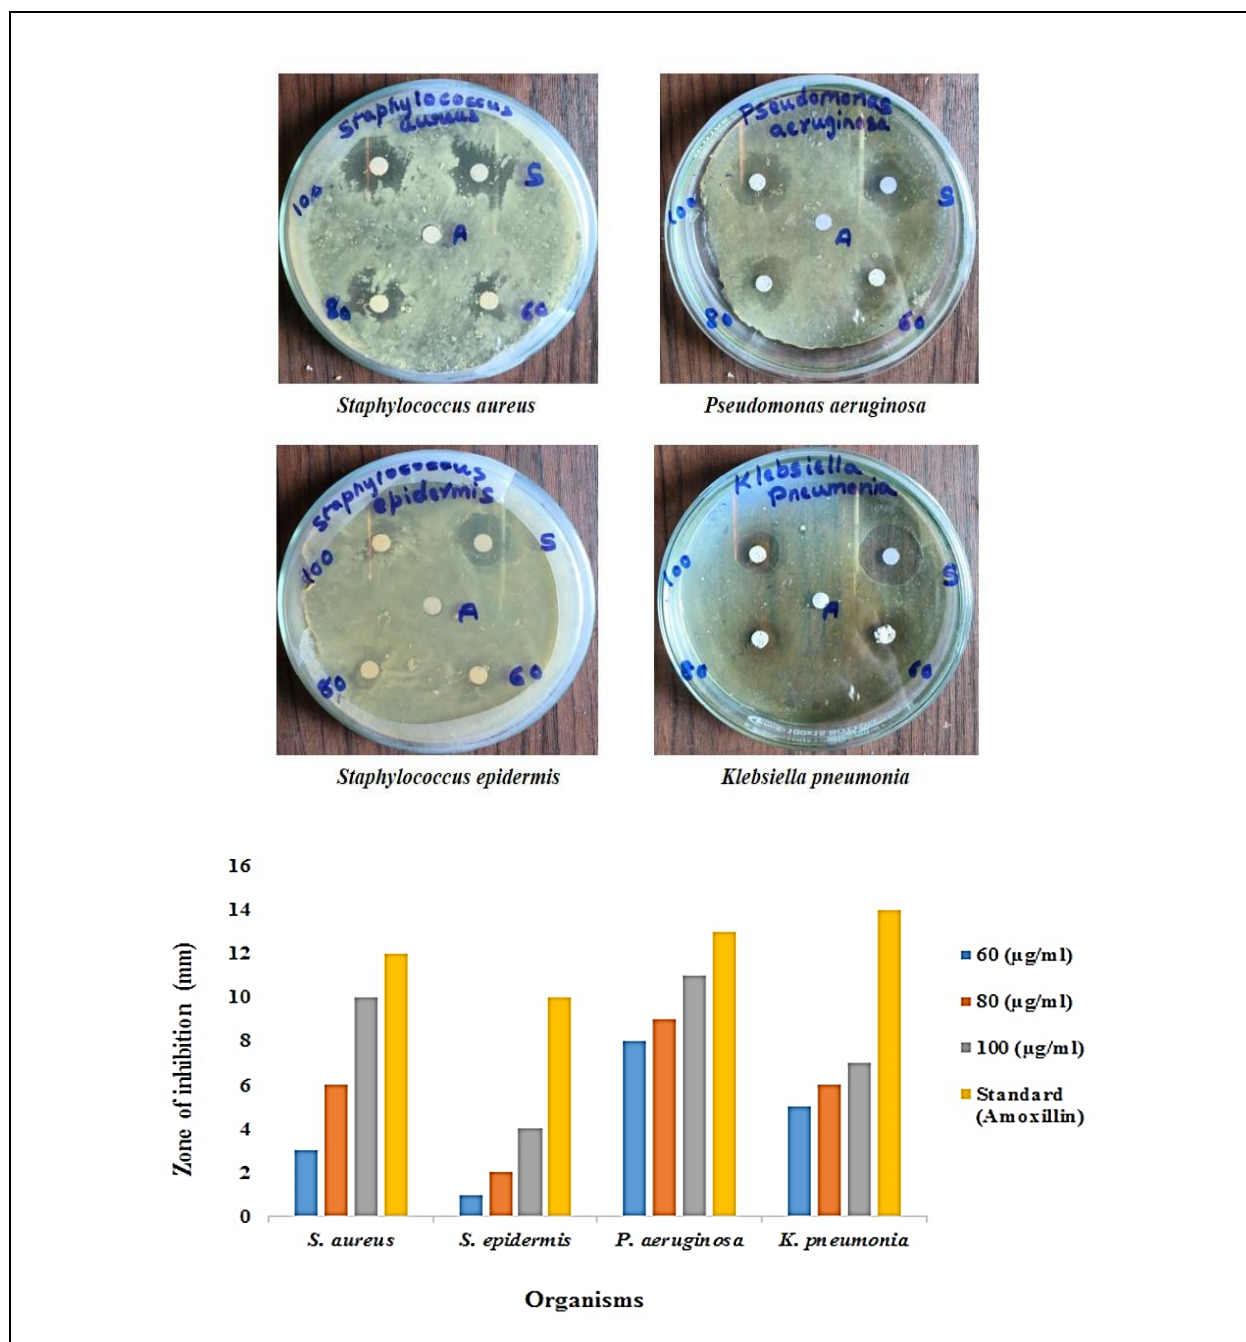 Staphylococcus
aureus
100
S
A
80
60
Staphylococcus aureus
Pseudomonas
aeruginosa
100
S
A
80
60
Pseudomonas aeruginosa
Staphylococcus
epidermis
100
S
A
80
60
Staphylococcus epidermis
Klebsiella
Pneumonia
100
S
A
80
60
Klebsiella pneumonia
16
14
12
10
8
6
4
2
0
Zone of inhibition (mm)
S. aureus
S. epidermis
P. aeruginosa
K. pneumonia
Organisms
60 (µg/ml)
80 (µg/ml)
100 (µg/ml)
Standard
(Amoxillin)